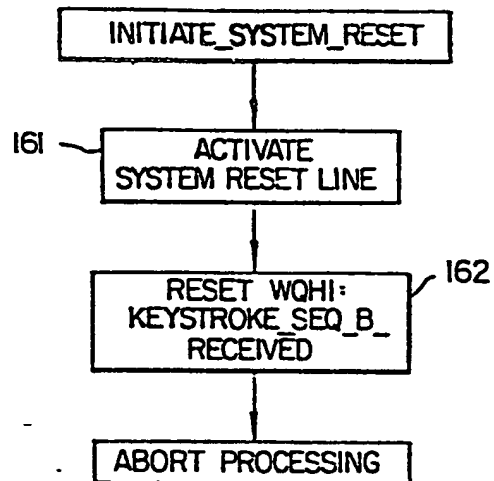 INITIATE_SYSTEM_RESET
161
ACTIVATE
SYSTEM RESET LINE
162
RESET WQHI:
KEYSTROKE_SEQ_B_
RECEIVED
ABORT PROCESSING